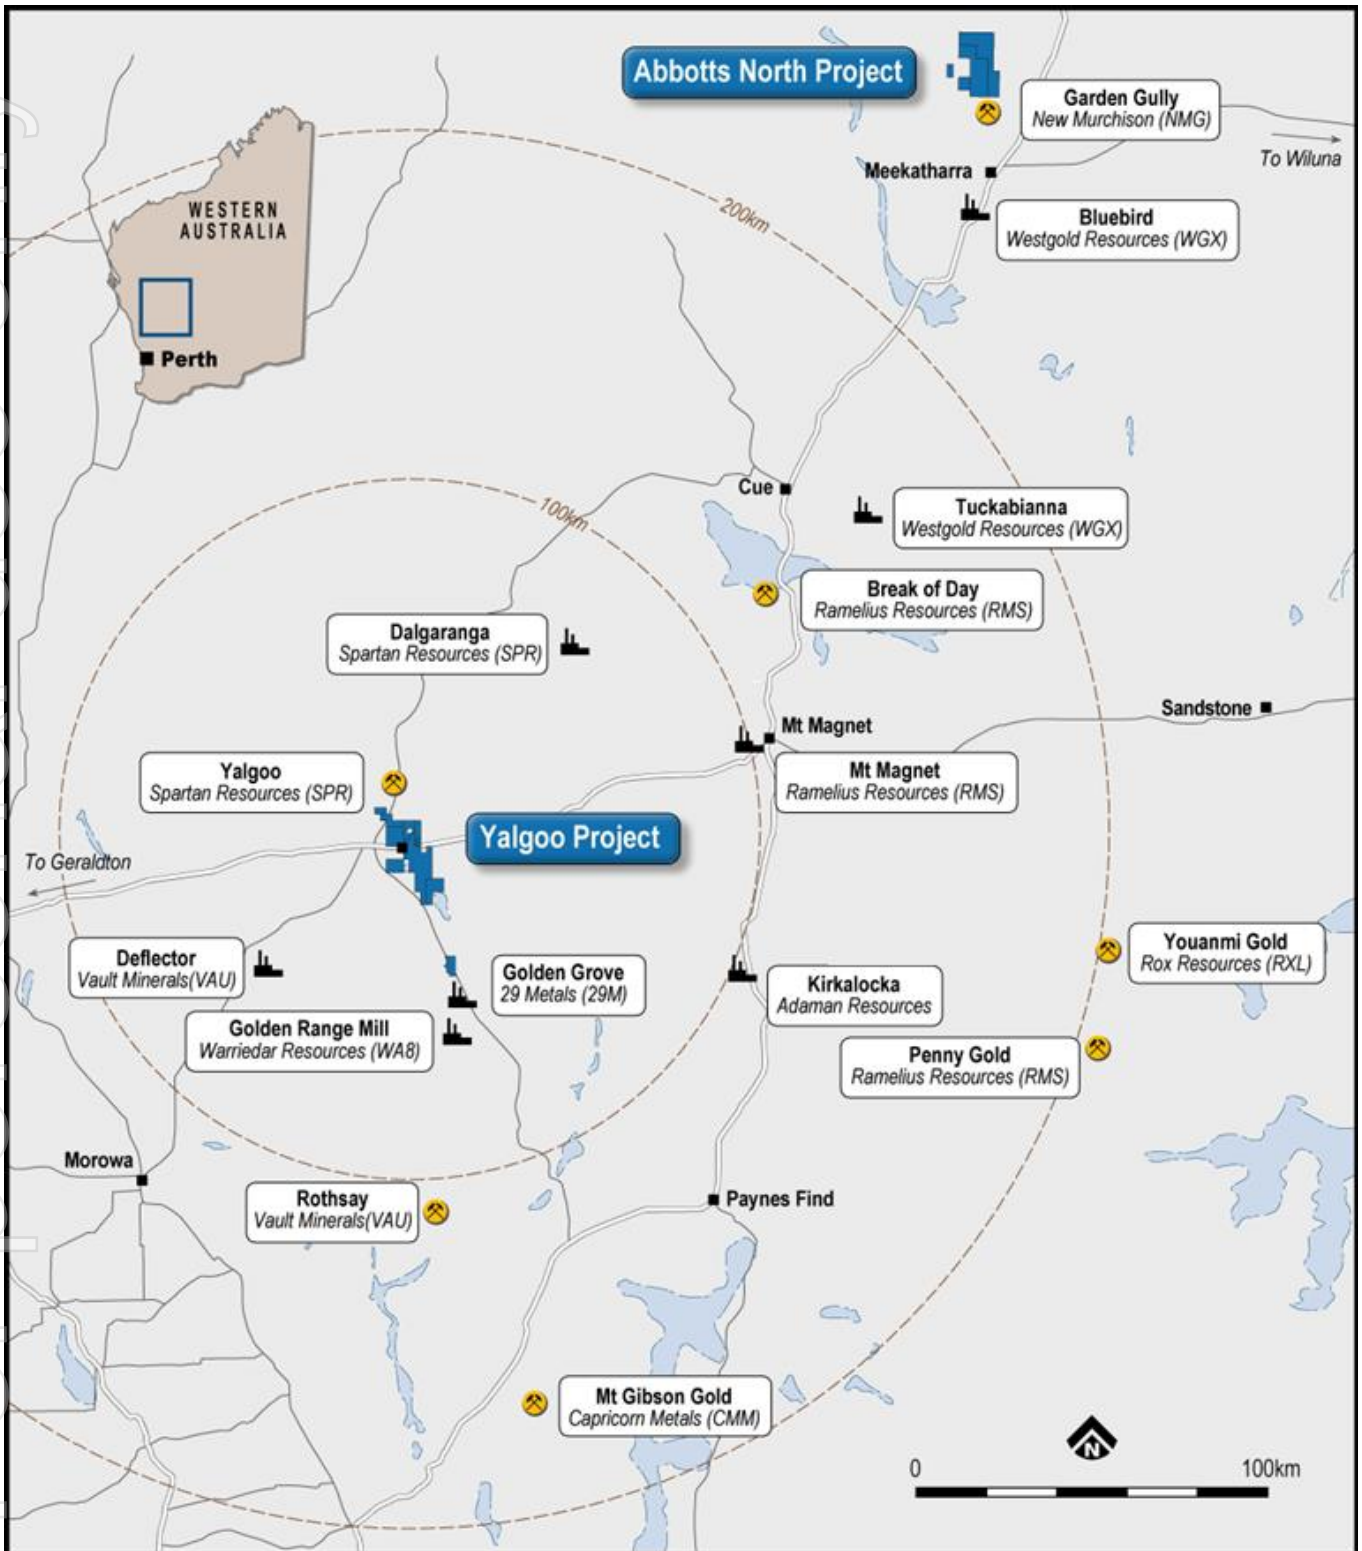 Abbotts North Project
Garden Gully
New Murchison (NMG)
To Wiluna
Meekatharra
Bluebird
Westgold Resources (WGX)
200km
WESTERN
AUSTRALIA
Perth
Cue
Tuckabianna
Westgold Resources (WGX)
100km
Break of Day
Ramelius Resources (RMS)
Dalgaranga
Spartan Resources (SPR)
Sandstone
Mt Magnet
Mt Magnet
Ramelius Resources (RMS)
Yalgoo
Spartan Resources (SPR)
Yalgoo Project
To Geraldton
Deflector
Vault Minerals(VAU)
Golden Grove
29 Metals (29M)
Youanmi Gold
Rox Resources (RXL)
Kirkalocka
Adaman Resources
Golden Range Mill
Warriedar Resources (WA8)
Penny Gold
Ramelius Resources (RMS)
Morowa
Rothsay
Vault Minerals(VAU)
Paynes Find
Mt Gibson Gold
Capricorn Metals (CMM)
N
0
100km